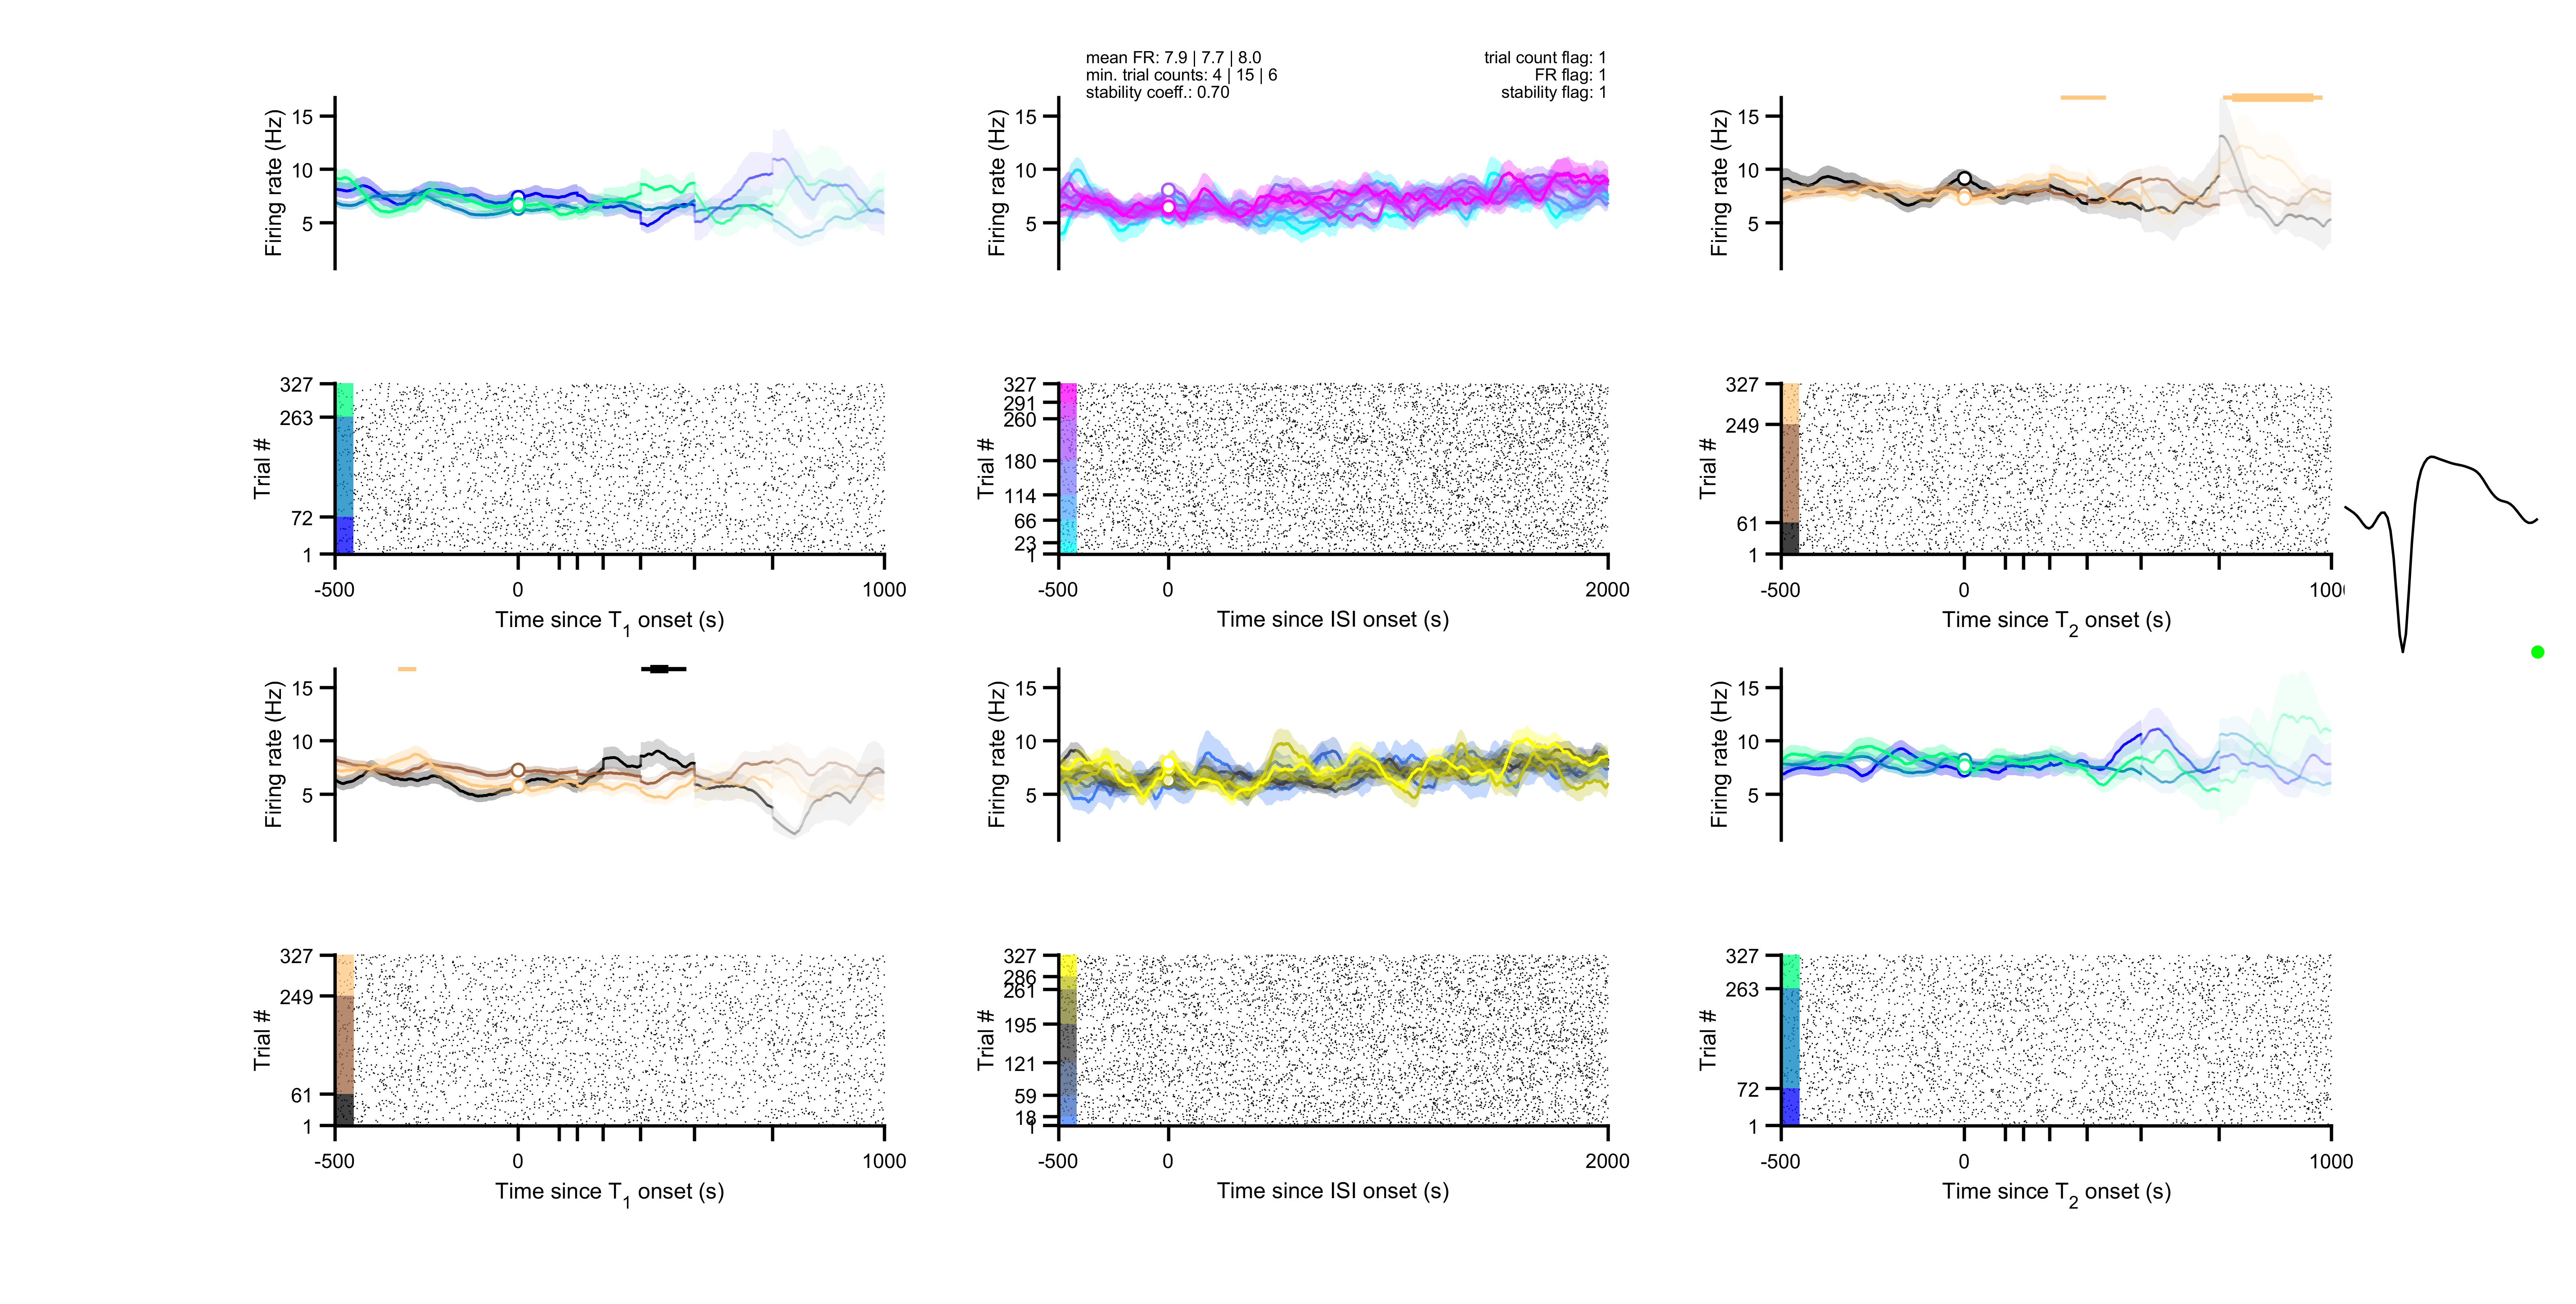 mean FR: 7.9 | 7.7 | 8.0
min. trial counts: 4 | 15 | 6
stability coeff.: 0.70
trial count flag: 1
FR flag: 1
stability flag: 1
Firing rate (Hz)
15
10
5
Firing rate (Hz)
15
10
5
Firing rate (Hz)
15
10
5
Trial #
327
263
72
1
-500
0
1000
Time since T1 onset (s)
Trial #
327
291
260
180
114
66
23
1
-500
0
2000
Time since ISI onset (s)
Trial #
327
249
61
1
-500
0
1000
Time since T2 onset (s)
Firing rate (Hz)
15
10
5
Firing rate (Hz)
15
10
5
Firing rate (Hz)
15
10
5
Trial #
327
249
61
1
-500
0
1000
Time since T1 onset (s)
Trial #
327
286
261
195
121
59
18
1
-500
0
2000
Time since ISI onset (s)
Trial #
327
263
72
1
-500
0
1000
Time since T2 onset (s)